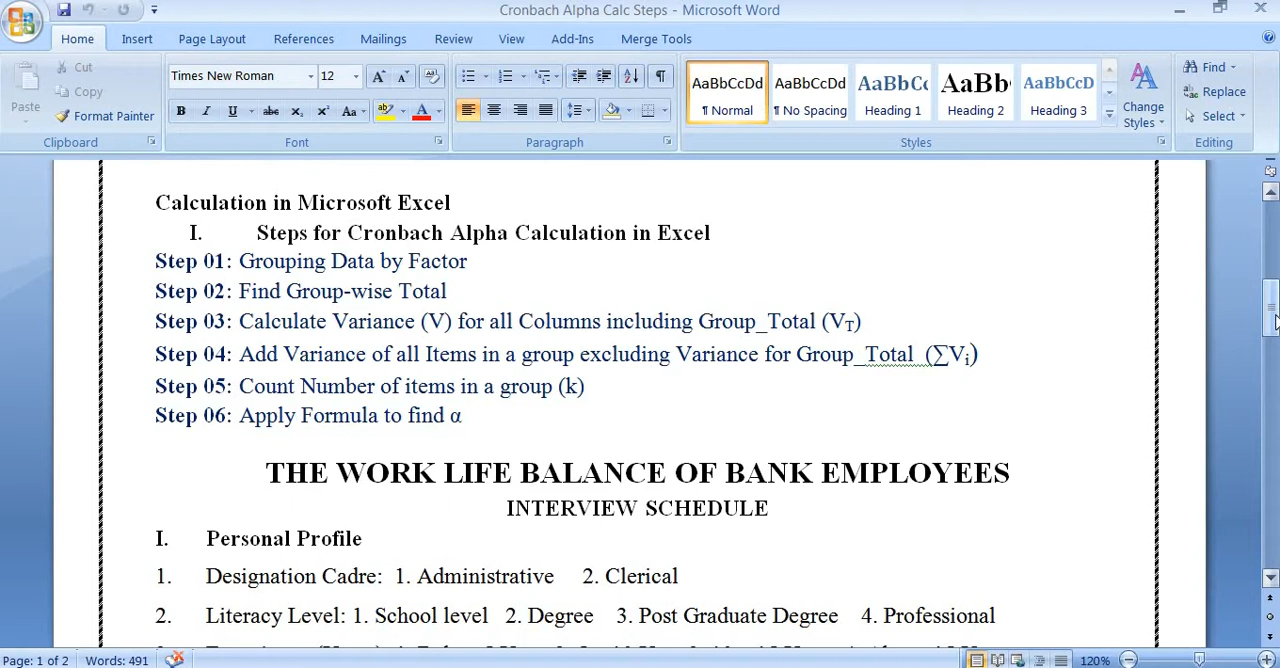 Cronbach Alpha Calc Steps - Microsoft Word
Home Insert Page Layout References Mailings Review View Add-Ins Merge Tools
Paste
Cut
Copy
Format Painter
Clipboard
Times New Roman 12
B I U abc X₂ X² Aa
Font
Paragraph
AaBbCcDd AaBbCcDd AaBbCc AaBb AaBbCcD
¶ Normal ¶ No Spacing Heading 1 Heading 2 Heading 3
Change Styles
Styles
Find
Replace
Select
Editing
Calculation in Microsoft Excel
I. Steps for Cronbach Alpha Calculation in Excel
Step 01: Grouping Data by Factor
Step 02: Find Group-wise Total
Step 03: Calculate Variance (V) for all Columns including Group_Total (V_T)
Step 04: Add Variance of all Items in a group excluding Variance for Group_Total (∑Vᵢ)
Step 05: Count Number of items in a group (k)
Step 06: Apply Formula to find α
THE WORK LIFE BALANCE OF BANK EMPLOYEES
INTERVIEW SCHEDULE
I. Personal Profile
1. Designation Cadre: 1. Administrative 2. Clerical
2. Literacy Level: 1. School level 2. Degree 3. Post Graduate Degree 4. Professional
Page: 1 of 2 Words: 491 120%